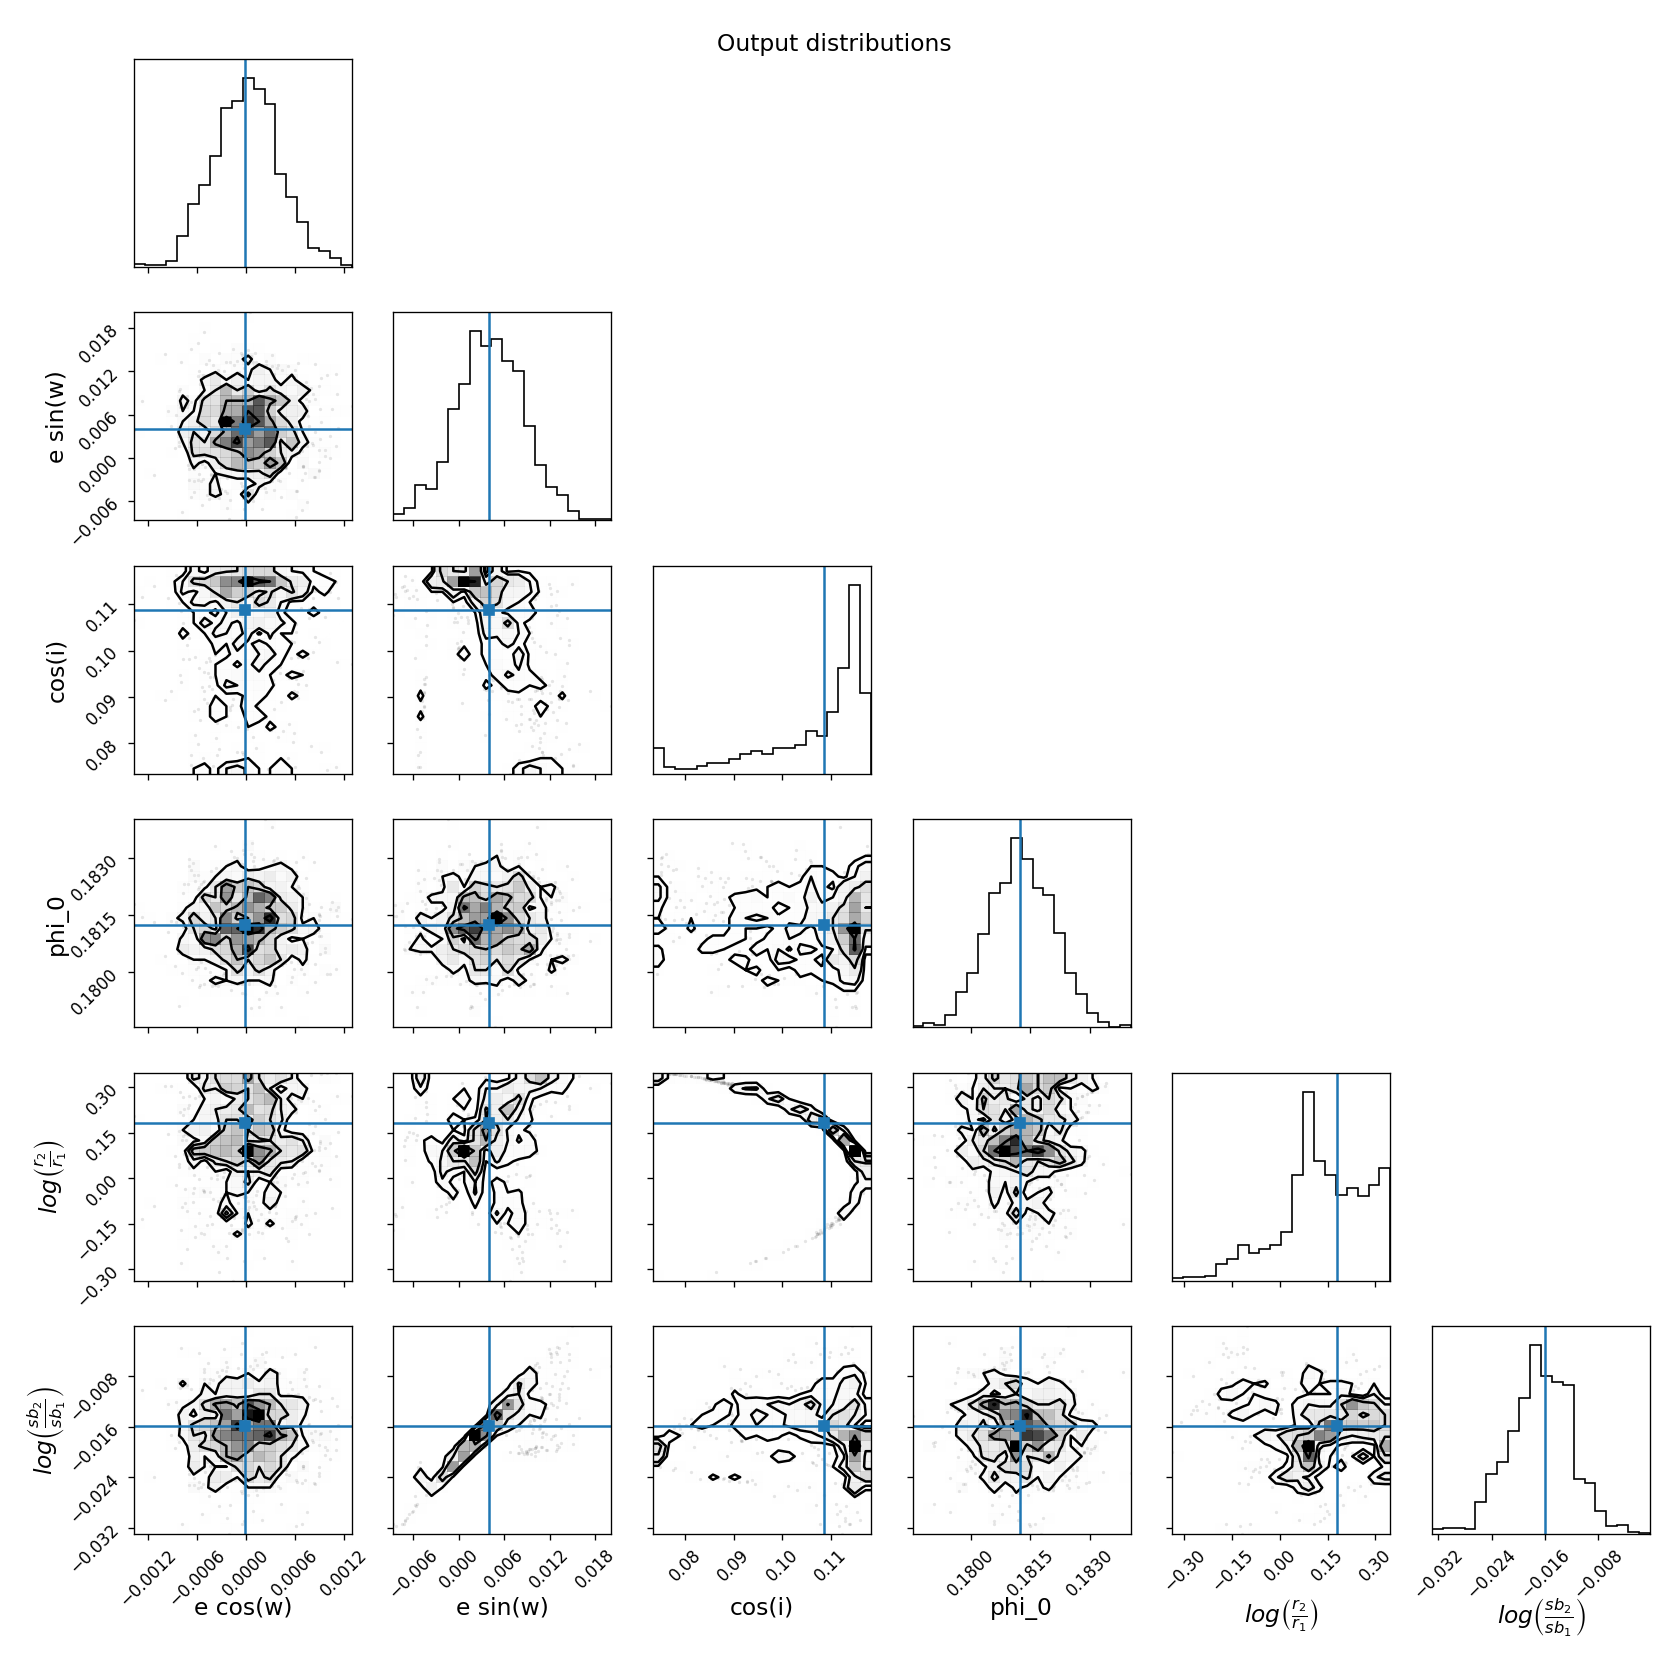 Output distributions
e sin(w)
0.018
0.012
0.006
0.000
−0.006
cos(i)
0.11
0.10
0.09
0.08
phi_0
0.1830
0.1815
0.1800
log(r₂/r₁)
0.30
0.15
0.00
−0.15
−0.30
log(sb₂/sb₁)
−0.008
−0.016
−0.024
−0.032
−0.0012 −0.0006 0.0000 0.0006 0.0012
e cos(w)
−0.006 0.000 0.006 0.012 0.018
e sin(w)
0.08 0.09 0.10 0.11
cos(i)
0.1800 0.1815 0.1830
phi_0
−0.30 −0.15 0.00 0.15 0.30
log(r₂/r₁)
−0.032 −0.024 −0.016 −0.008
log(sb₂/sb₁)